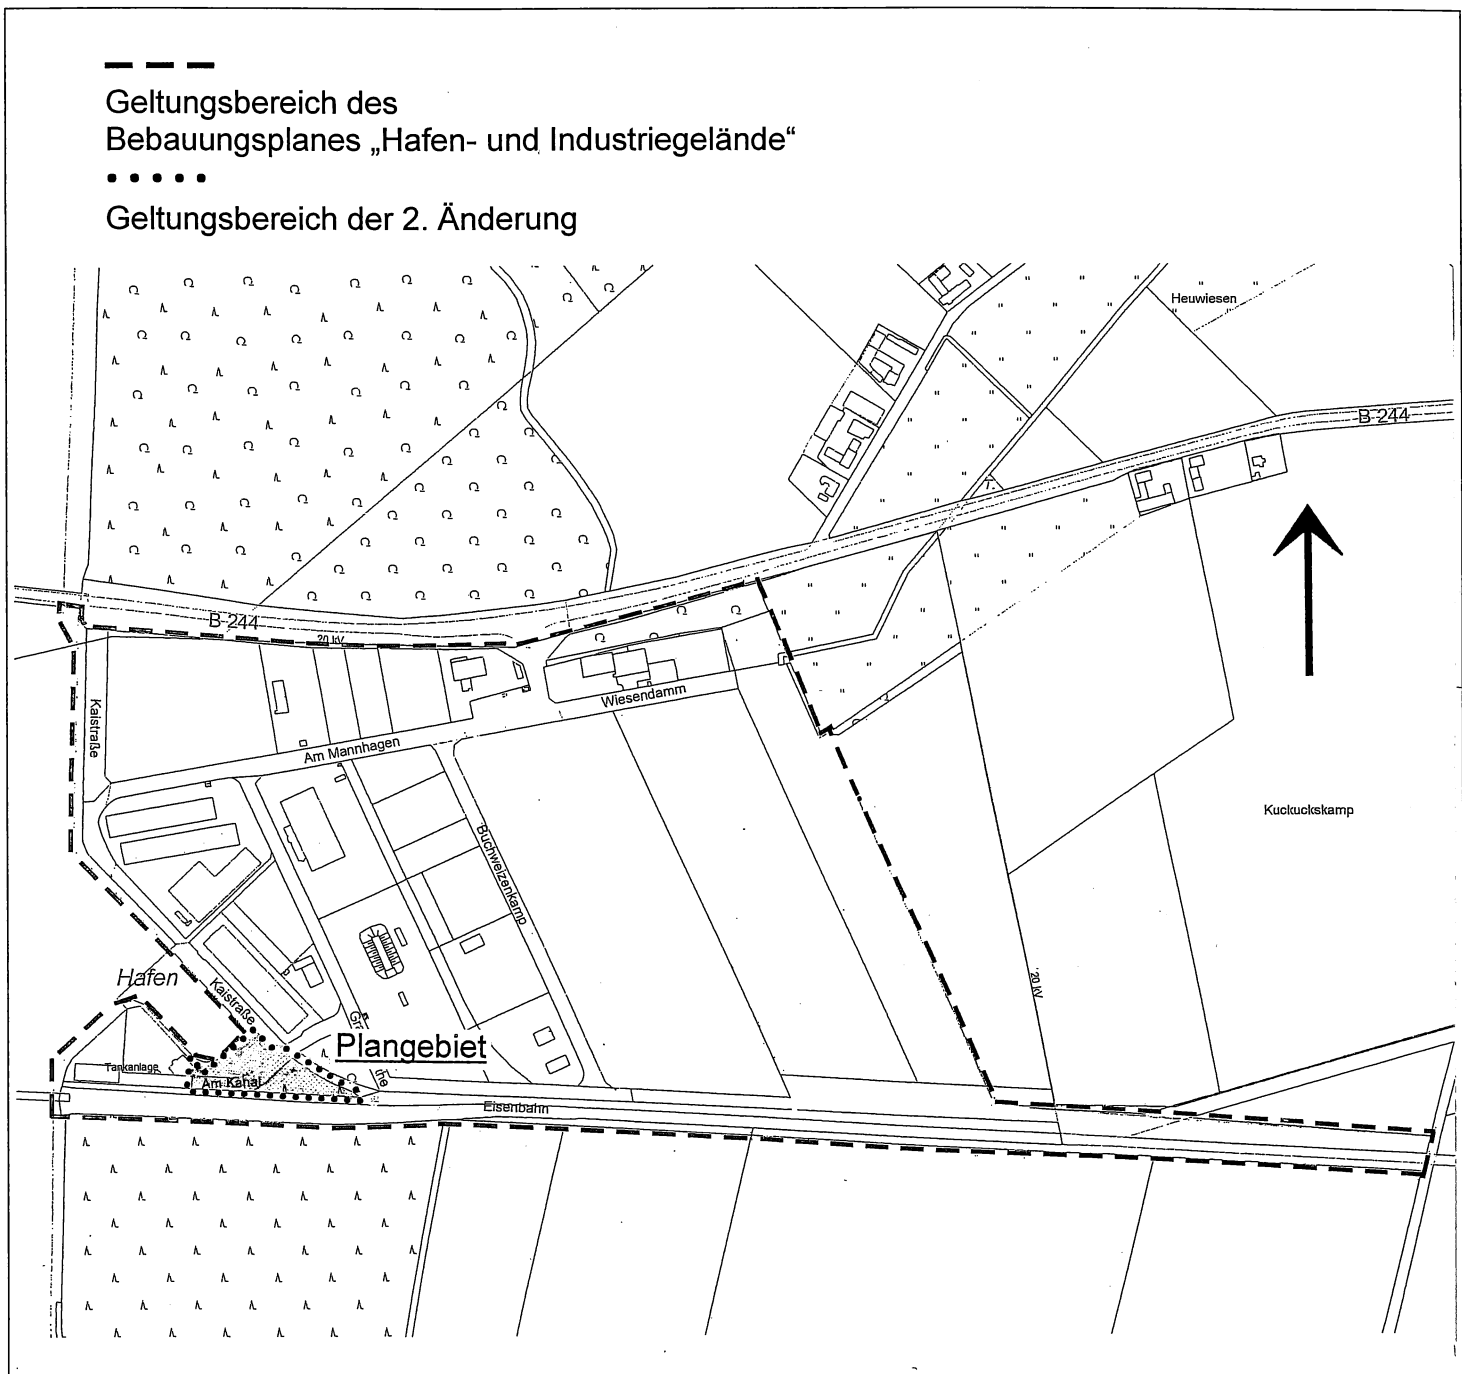 Geltungsbereich des
Bebauungsplanes „Hafen- und Industriegelände“
Geltungsbereich der 2. Änderung
Heuwiesen
B 244
T.
B 244
20 kV
Wiesendamm
Kaistraße
Am Mannhagen
Kuckuckskamp
Buchweizenkamp
Hafen
20 kV
Kaistraße
Plangebiet
Tankanlage
Am Kanal
Eisenbahn